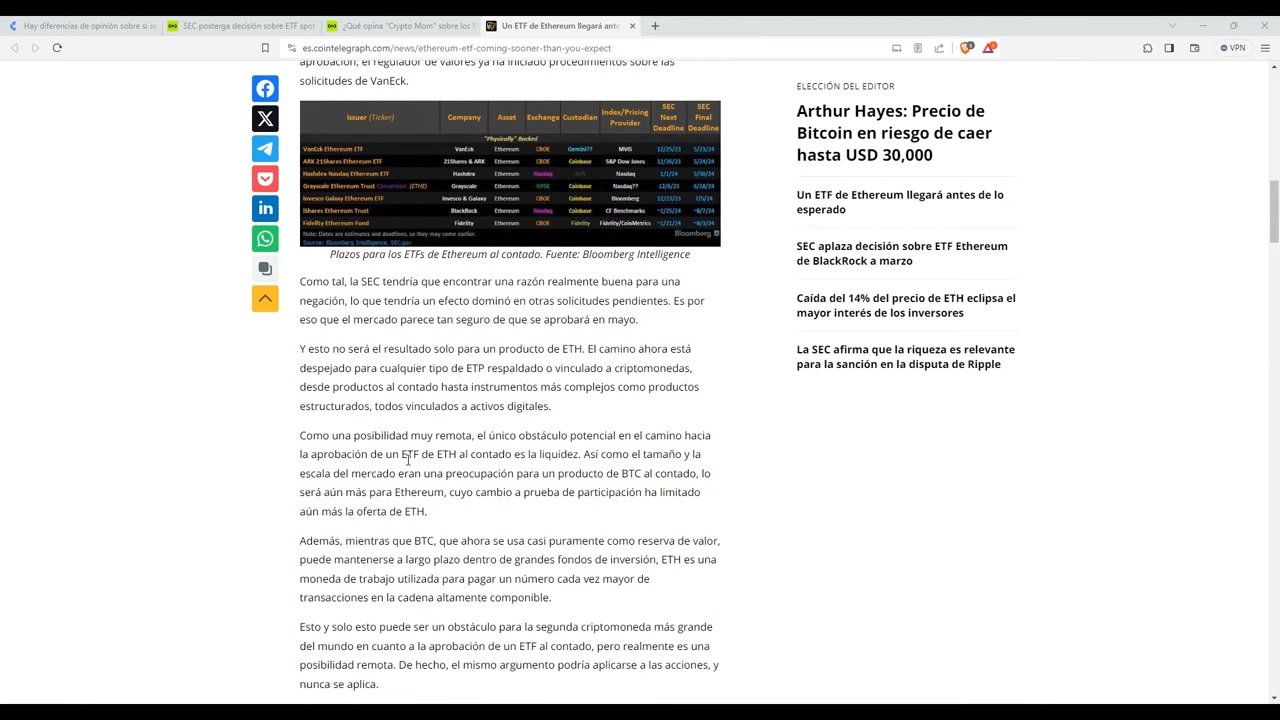 Hay diferencias de opinión sobre si se
SEC posterga decisión sobre ETF spot
¿Qué opina "Crypto Mom" sobre los E
Un ETF de Ethereum llegará ante
es.cointelegraph.com/news/ethereum-etf-coming-sooner-than-you-expect
VPN
aprobación, el regulador de valores ya ha iniciado procedimientos sobre las
solicitudes de VanEck.
Issuer (Ticker) Company Asset Exchange Custodian Index/Pricing Provider SEC Next Deadline SEC Final Deadline
"Physically" Backed
VanEck Ethereum ETF VanEck Ethereum CBOE Gemini?? MVIS 12/25/23 5/23/24
ARK 21Shares Ethereum ETF 21Shares & ARK Ethereum CBOE Coinbase S&P Dow Jones 12/26/23 5/24/24
Hashdex Nasdaq Ethereum ETF Hashdex Ethereum Nasdaq N/A Nasdaq 1/1/24 5/30/24
Grayscale Ethereum Trust Conversion (ETHE) Grayscale Ethereum NYSE Coinbase Nasdaq?? 12/6/23 6/18/24
Invesco Galaxy Ethereum ETF Invesco & Galaxy Ethereum CBOE Coinbase Bloomberg 12/23/23 7/5/24
iShares Ethereum Trust BlackRock Ethereum Nasdaq Coinbase CF Benchmarks ~1/25/24 ~8/7/24
Fidelity Ethereum Fund Fidelity Ethereum CBOE Fidelity Fidelity/CoinMetrics ~1/21/24 ~8/3/24
Note: Dates are estimates and deadlines, so they may come earlier.
Source: Bloomberg Intelligence, SEC.gov
Bloomberg
Plazos para los ETFs de Ethereum al contado. Fuente: Bloomberg Intelligence
Como tal, la SEC tendría que encontrar una razón realmente buena para una
negación, lo que tendría un efecto dominó en otras solicitudes pendientes. Es por
eso que el mercado parece tan seguro de que se aprobará en mayo.
Y esto no será el resultado solo para un producto de ETH. El camino ahora está
despejado para cualquier tipo de ETP respaldado o vinculado a criptomonedas,
desde productos al contado hasta instrumentos más complejos como productos
estructurados, todos vinculados a activos digitales.
Como una posibilidad muy remota, el único obstáculo potencial en el camino hacia
la aprobación de un ETF de ETH al contado es la liquidez. Así como el tamaño y la
escala del mercado eran una preocupación para un producto de BTC al contado, lo
será aún más para Ethereum, cuyo cambio a prueba de participación ha limitado
aún más la oferta de ETH.
Además, mientras que BTC, que ahora se usa casi puramente como reserva de valor,
puede mantenerse a largo plazo dentro de grandes fondos de inversión, ETH es una
moneda de trabajo utilizada para pagar un número cada vez mayor de
transacciones en la cadena altamente componible.
Esto y solo esto puede ser un obstáculo para la segunda criptomoneda más grande
del mundo en cuanto a la aprobación de un ETF al contado, pero realmente es una
posibilidad remota. De hecho, el mismo argumento podría aplicarse a las acciones, y
nunca se aplica.
ELECCIÓN DEL EDITOR
Arthur Hayes: Precio de
Bitcoin en riesgo de caer
hasta USD 30,000
Un ETF de Ethereum llegará antes de lo
esperado
SEC aplaza decisión sobre ETF Ethereum
de BlackRock a marzo
Caída del 14% del precio de ETH eclipsa el
mayor interés de los inversores
La SEC afirma que la riqueza es relevante
para la sanción en la disputa de Ripple